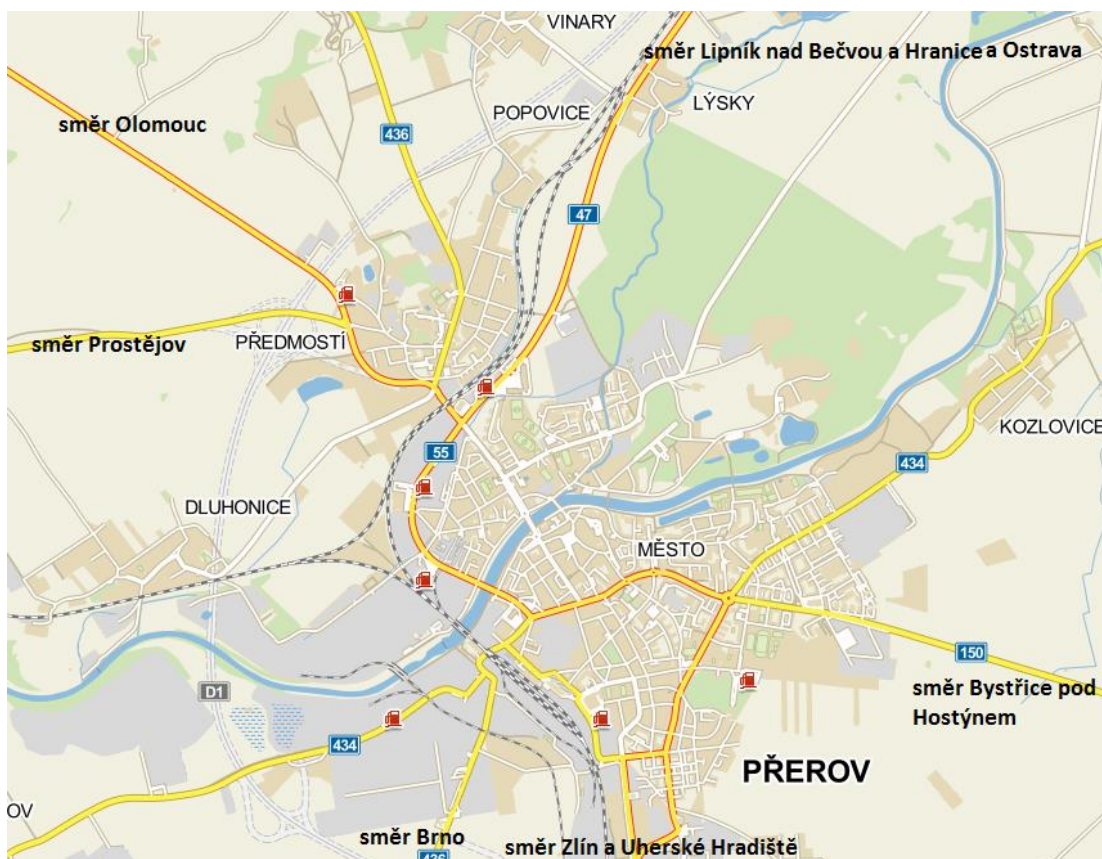 VINARY
směr Lipník nad Bečvou a Hranice a Ostrava
LÝSKY
POPOVICE
směr Olomouc
436
47
směr Prostějov
PŘEDMOSTÍ
KOZLOVICE
55
434
DLUHONICE
MĚSTO
150
D1
směr Bystřice pod
Hostýnem
434
PŘEROV
OV
směr Brno
směr Zlín a Uherské Hradiště
436